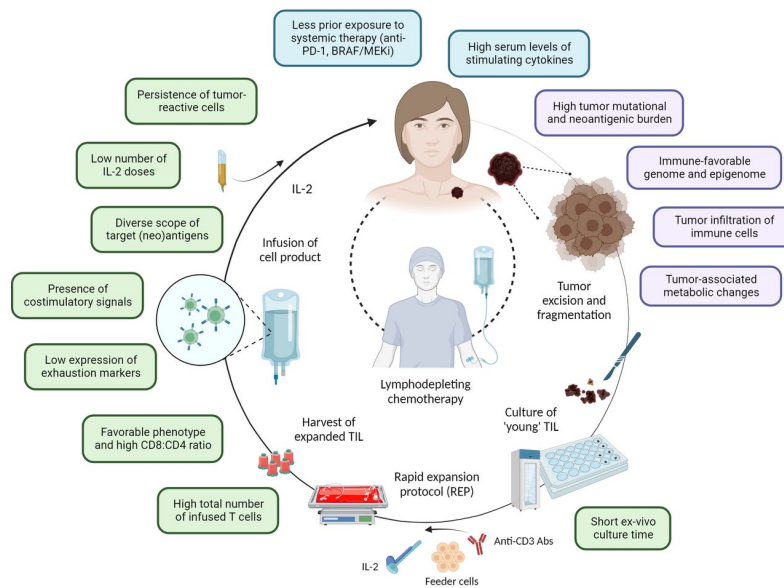 Less prior exposure to
systemic therapy (anti-
PD-1, BRAF/MEKi)
High serum levels of
stimulating cytokines
Persistence of tumor-
reactive cells
High tumor mutational
and neoantigenic burden
Low number of
IL-2 doses
IL-2
Immune-favorable
genome and epigenome
Diverse scope of
target (neo)antigens
Infusion of
cell product
Tumor infiltration of
immune cells
Presence of
costimulatory signals
Tumor
excision and
fragmentation
Tumor-associated
metabolic changes
Low expression of
exhaustion markers
Lymphodepleting
chemotherapy
Favorable phenotype
and high CD8:CD4 ratio
Harvest of
expanded TIL
Culture of
'young' TIL
High total number
of infused T cells
Rapid expansion
protocol (REP)
Short ex-vivo
culture time
IL-2
Feeder cells
Anti-CD3 Abs